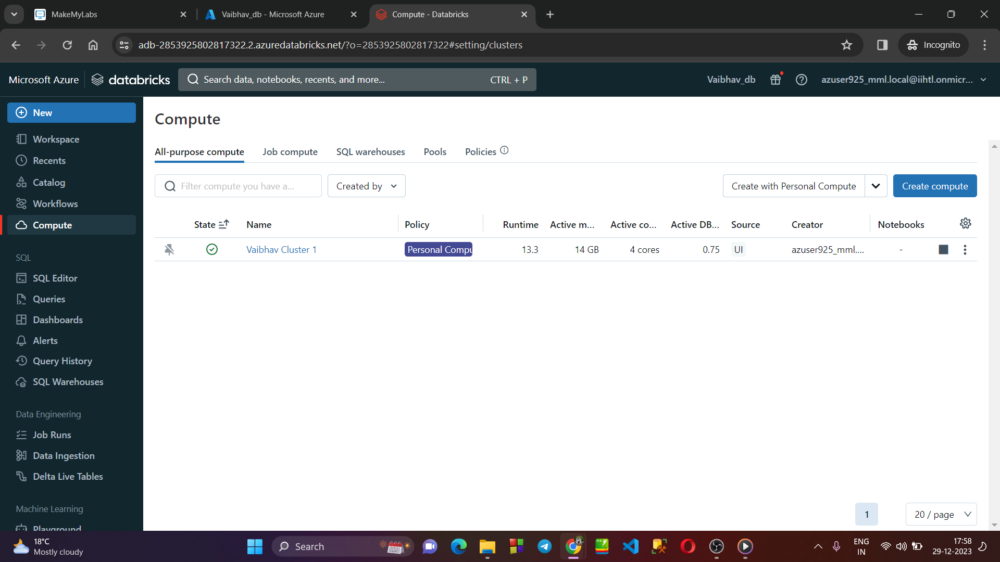 MakeMyLabs
Vaibhav_db - Microsoft Azure
Compute - Databricks
adb-2853925802817322.2.azuredatabricks.net/?o=2853925802817322#setting/clusters
Incognito
Microsoft Azure
databricks
Search data, notebooks, recents, and more...
CTRL + P
Vaibhav_db
azuser925_mml.local@iihtl.onmicr...
New
Workspace
Recents
Catalog
Workflows
Compute
SQL
SQL Editor
Queries
Dashboards
Alerts
Query History
SQL Warehouses
Data Engineering
Job Runs
Data Ingestion
Delta Live Tables
Machine Learning
Playground
Compute
All-purpose compute
Job compute
SQL warehouses
Pools
Policies
Filter compute you have a...
Created by
Create with Personal Compute
Create compute
State Name Policy Runtime Active m... Active co... Active DB... Source Creator Notebooks
Vaibhav Cluster 1 Personal Compu 13.3 14 GB 4 cores 0.75 UI azuser925_mml.... -
1
20 / page
18°C
Mostly cloudy
Search
ENG
IN
17:58
29-12-2023